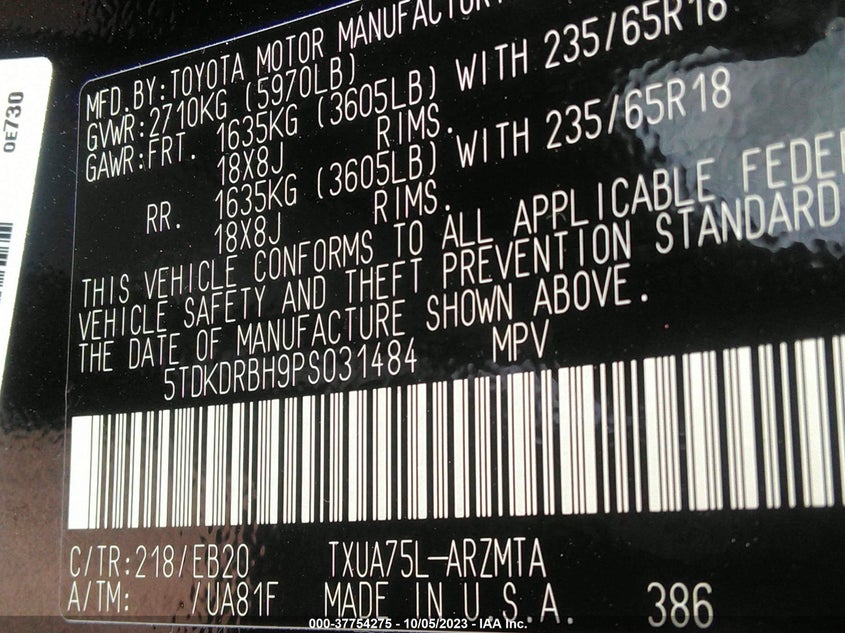 MFD. BY: TOYOTA MOTOR
GVWR: 2710KG (5970LB)
GAWR: FRT. 1635KG (3605LB) WITH 235/65R18
18X8J RIMS.
RR. 1635KG (3605LB) WITH 235/65R18
18X8J RIMS.
THIS VEHICLE CONFORMS TO ALL APPLICABLE
VEHICLE SAFETY AND THEFT PREVENTION STANDARD
THE DATE OF MANUFACTURE SHOWN ABOVE.
5TDKDRBH9PS031484 MPV
C/TR: 218/EB20 TXUA75L-ARZMTA
A/TM: /UA81F MADE IN U.S.A. 386
OE730
000-37754275 - 10/05/2023 - IAA Inc.